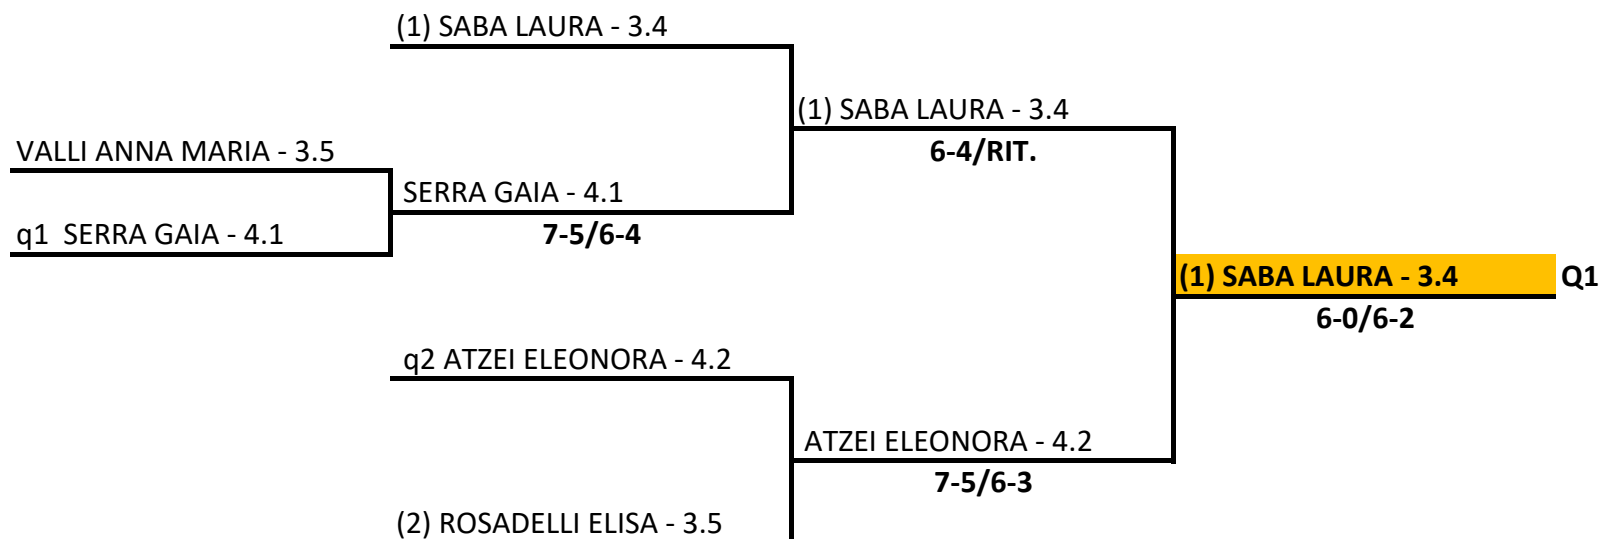 (1) SABA LAURA - 3.4
(1) SABA LAURA - 3.4
6-4/RIT.
VALLI ANNA MARIA - 3.5
SERRA GAIA - 4.1
7-5/6-4
q1 SERRA GAIA - 4.1
(1) SABA LAURA - 3.4 Q1
6-0/6-2
q2 ATZEI ELEONORA - 4.2
ATZEI ELEONORA - 4.2
7-5/6-3
(2) ROSADELLI ELISA - 3.5